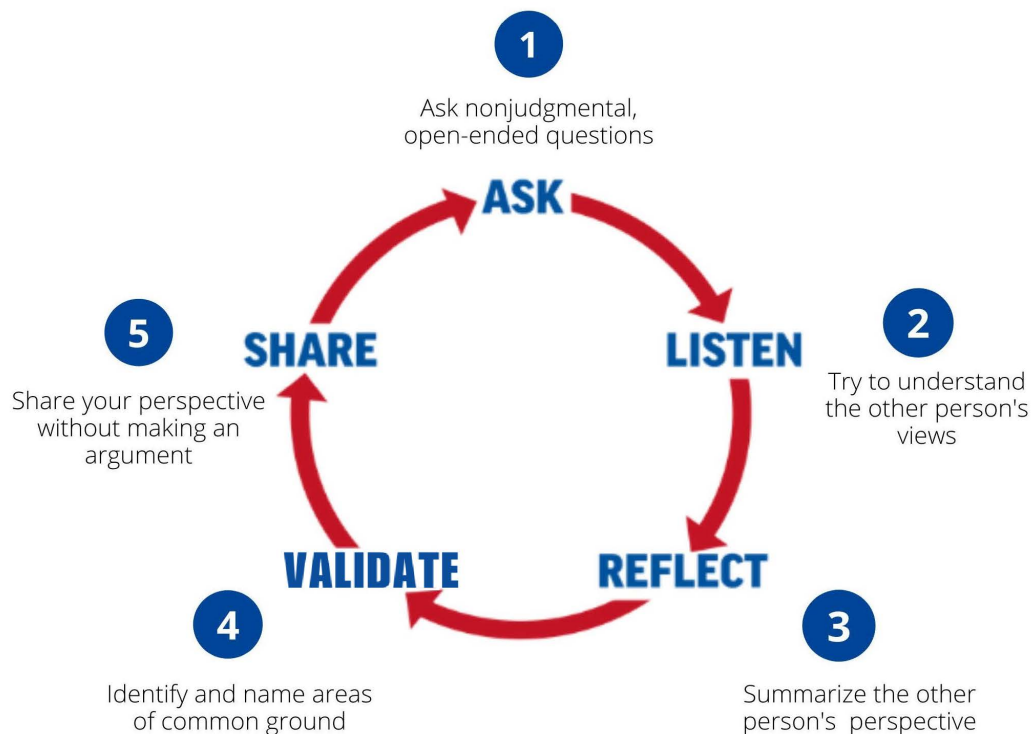 1
Ask nonjudgmental,
open-ended questions
ASK
2
LISTEN
Try to understand
the other person's
views
3
REFLECT
Summarize the other
person's perspective
4
VALIDATE
Identify and name areas
of common ground
5
SHARE
Share your perspective
without making an
argument